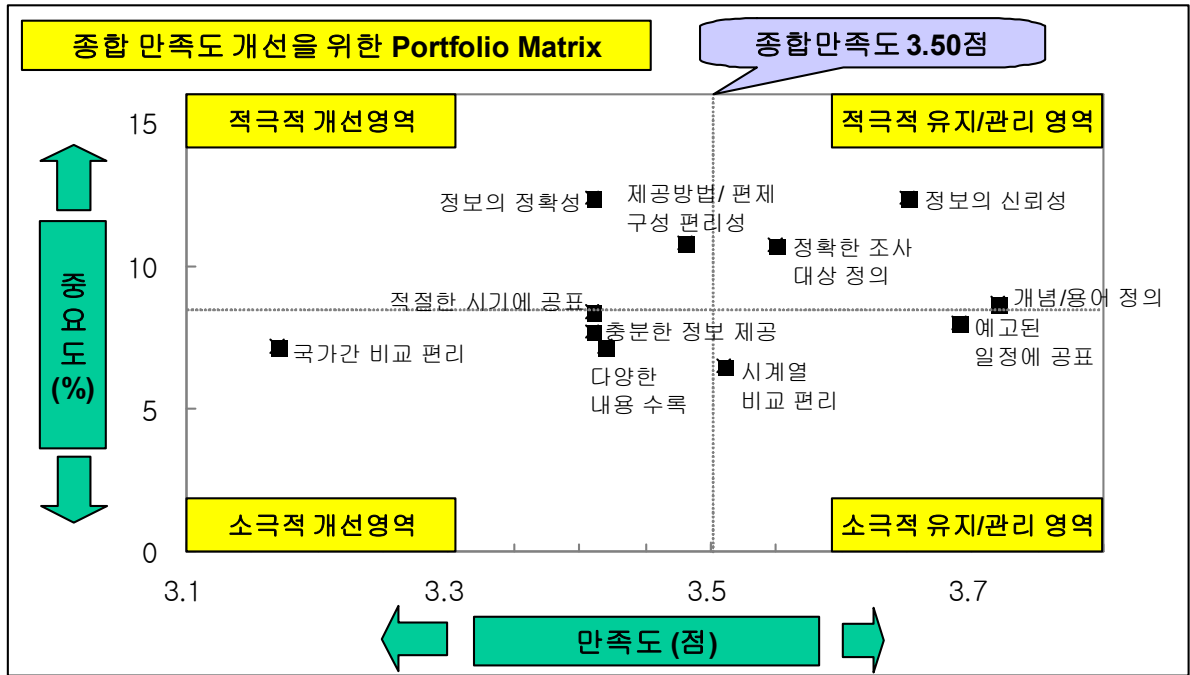 종합 만족도 개선을 위한 Portfolio Matrix
종합만족도 3.50점
적극적 개선영역
적극적 유지/관리 영역
15
10
5
0
중요도
(%)
정보의 정확성
제공방법/ 편제
구성 편리성
정보의 신뢰성
정확한 조사
대상 정의
적절한 시기에 공표
개념/용어 정의
충분한 정보 제공
예고된
일정에 공표
국가간 비교 편리
다양한
내용 수록
시계열
비교 편리
소극적 개선영역
소극적 유지/관리 영역
3.1
3.3
3.5
3.7
만족도 (점)